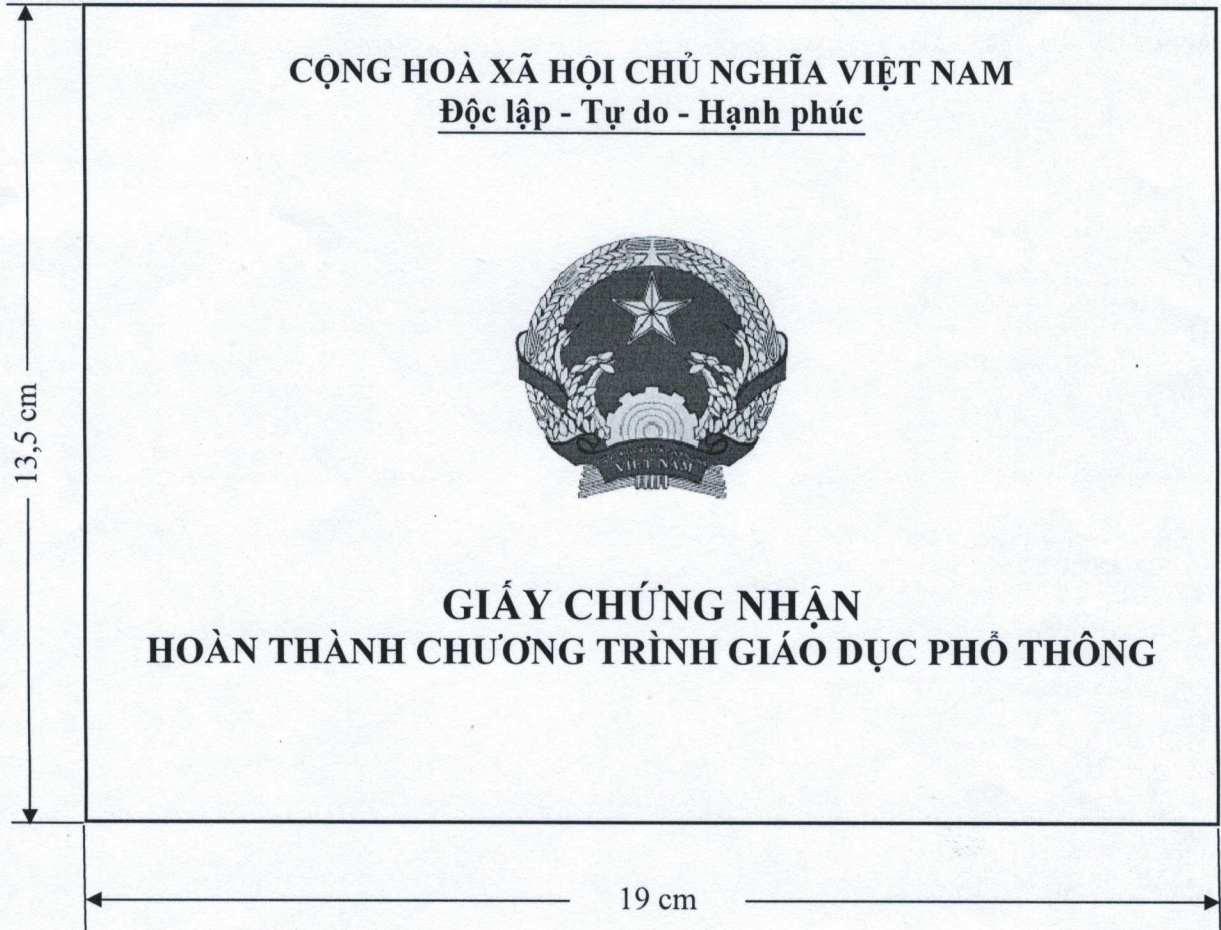 CỘNG HOÀ XÃ HỘI CHỦ NGHĨA VIỆT NAM
Độc lập - Tự do - Hạnh phúc
13,5 cm
VIỆT NAM
GIẤY CHỨNG NHẬN
HOÀN THÀNH CHƯƠNG TRÌNH GIÁO DỤC PHỔ THÔNG
19 cm